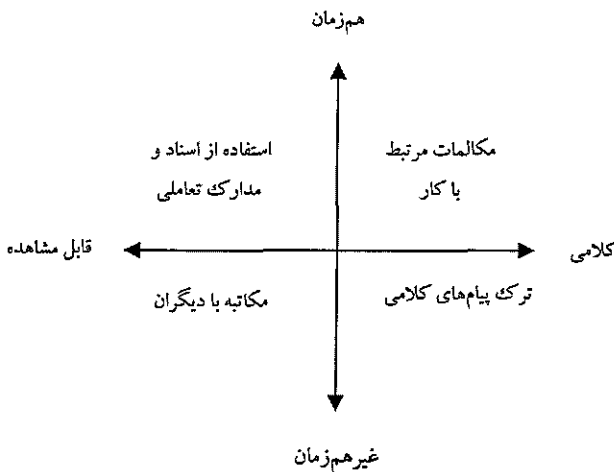 هم‌زمان
مکالمات مرتبط
با کار
استفاده از اسناد و
مدارک تعاملی
کلامی
قابل مشاهده
ترک پیام‌های کلامی
مکاتبه با دیگران
غیرهم‌زمان